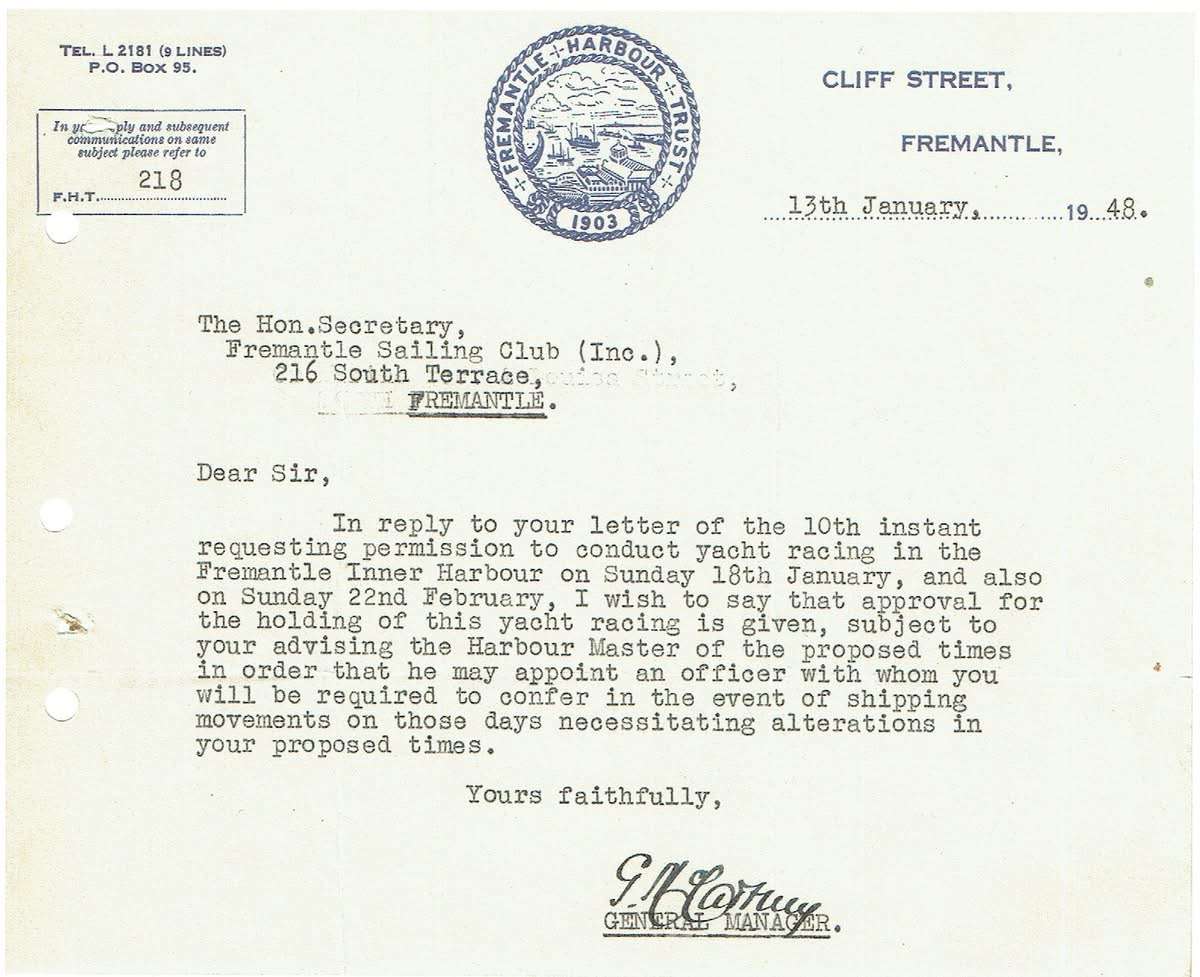 TEL. L 2181 (9 LINES)
P.O. BOX 95.
In ply and subsequent
communications on same
subject please refer to
F.H.T. 218
FREMANTLE HARBOUR TRUST
1903
CLIFF STREET,
FREMANTLE,
13th January, 1948.
The Hon.Secretary,
Fremantle Sailing Club (Inc.),
216 South Terrace,
FREMANTLE.
Dear Sir,
In reply to your letter of the 10th instant
requesting permission to conduct yacht racing in the
Fremantle Inner Harbour on Sunday 18th January, and also
on Sunday 22nd February, I wish to say that approval for
the holding of this yacht racing is given, subject to
your advising the Harbour Master of the proposed times
in order that he may appoint an officer with whom you
will be required to confer in the event of shipping
movements on those days necessitating alterations in
your proposed times.
Yours faithfully,
G. McCartney
GENERAL MANAGER.